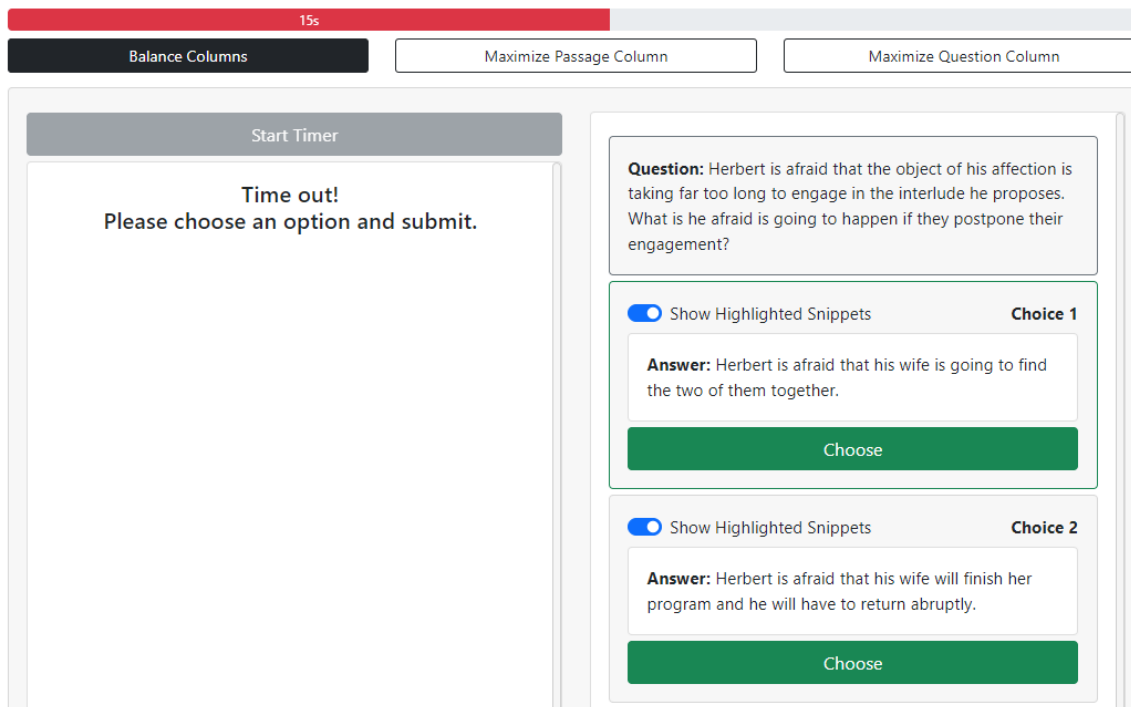 15s
Balance Columns
Maximize Passage Column
Maximize Question Column
Start Timer
Time out!
Please choose an option and submit.
Question: Herbert is afraid that the object of his affection is
taking far too long to engage in the interlude he proposes.
What is he afraid is going to happen if they postpone their
engagement?
Show Highlighted Snippets
Choice 1
Answer: Herbert is afraid that his wife is going to find
the two of them together.
Choose
Show Highlighted Snippets
Choice 2
Answer: Herbert is afraid that his wife will finish her
program and he will have to return abruptly.
Choose